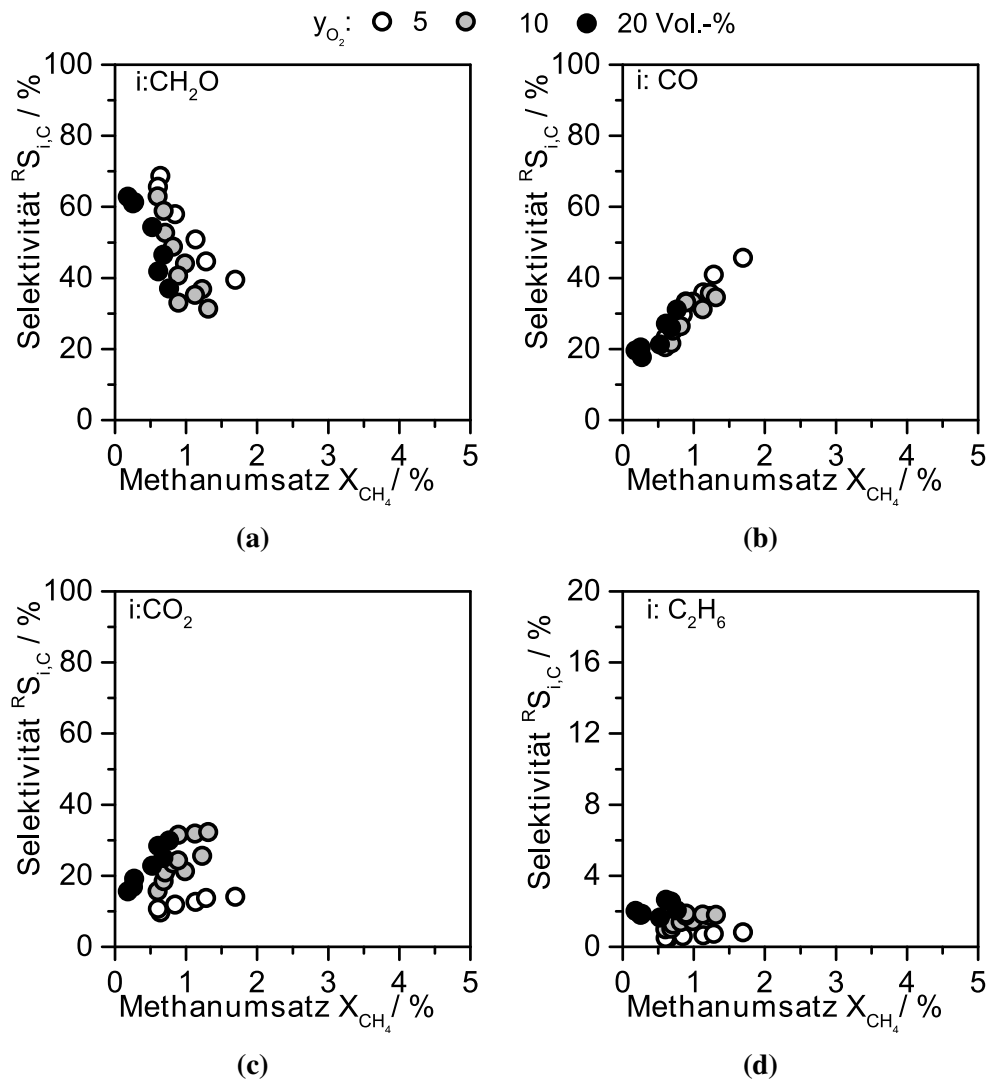 y_O₂: 5 10 20 Vol.-%
100
80
60
40
20
0
i:CH₂O
Selektivität ᴿS_i,C / %
0 1 2 3 4 5
Methanumsatz X_CH₄ / %
(a)
100
80
60
40
20
0
i: CO
Selektivität ᴿS_i,C / %
0 1 2 3 4 5
Methanumsatz X_CH₄ / %
(b)
100
80
60
40
20
0
i:CO₂
Selektivität ᴿS_i,C / %
0 1 2 3 4 5
Methanumsatz X_CH₄ / %
(c)
20
16
12
8
4
0
i: C₂H₆
Selektivität ᴿS_i,C / %
0 1 2 3 4 5
Methanumsatz X_CH₄ / %
(d)